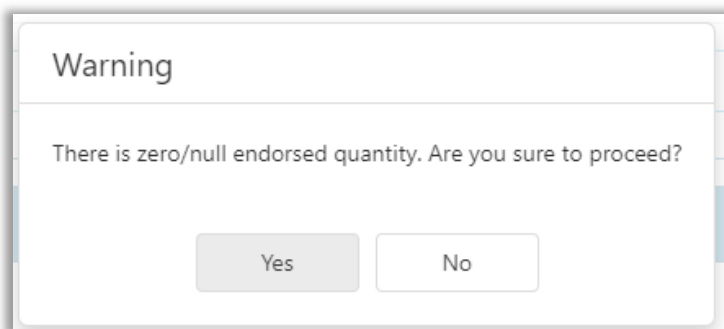 Warning
There is zero/null endorsed quantity. Are you sure to proceed?
Yes
No